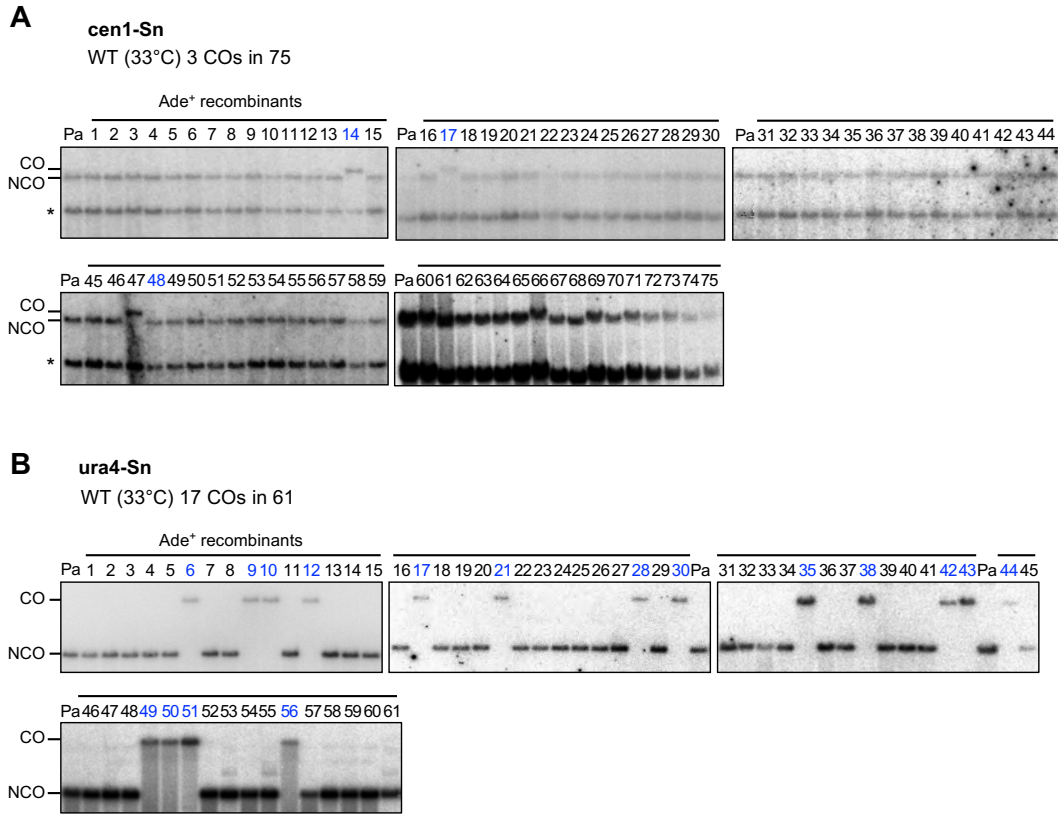 A
cen1-Sn
WT (33°C) 3 COs in 75
Ade⁺ recombinants
Pa 1 2 3 4 5 6 7 8 9 10 11 12 13 14 15 Pa 16 17 18 19 20 21 22 23 24 25 26 27 28 29 30 Pa 31 32 33 34 35 36 37 38 39 40 41 42 43 44
CO
NCO
*
Pa 45 46 47 48 49 50 51 52 53 54 55 56 57 58 59 Pa 60 61 62 63 64 65 66 67 68 69 70 71 72 73 74 75
CO
NCO
*
B
ura4-Sn
WT (33°C) 17 COs in 61
Ade⁺ recombinants
Pa 1 2 3 4 5 6 7 8 9 10 11 12 13 14 15 16 17 18 19 20 21 22 23 24 25 26 27 28 29 30 Pa 31 32 33 34 35 36 37 38 39 40 41 42 43 Pa 44 45
CO
NCO
Pa 46 47 48 49 50 51 52 53 54 55 56 57 58 59 60 61
CO
NCO